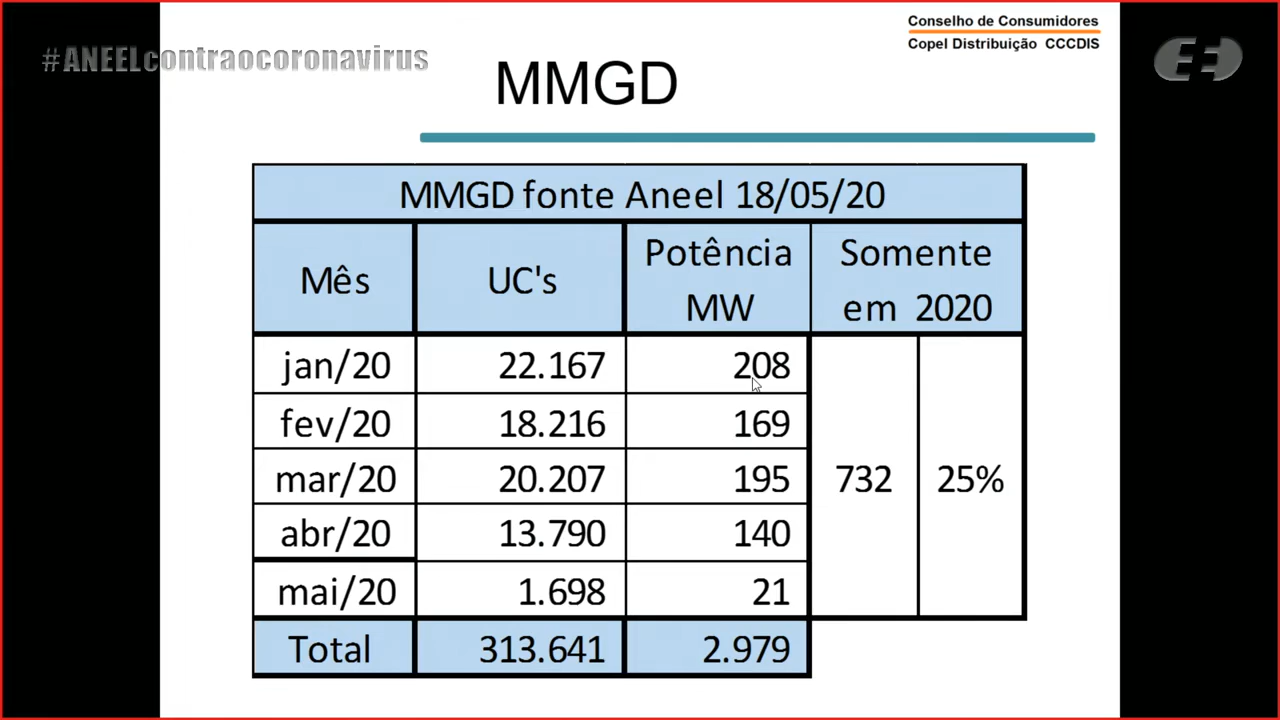 Conselho de Consumidores
Copel Distribuição CCCDIS
#ANEELcontraocoronavirus
MMGD
MMGD fonte Aneel 18/05/20
Mês UC's Potência MW Somente em 2020
jan/20 22.167 208
fev/20 18.216 169
mar/20 20.207 195 732 25%
abr/20 13.790 140
mai/20 1.698 21
Total 313.641 2.979